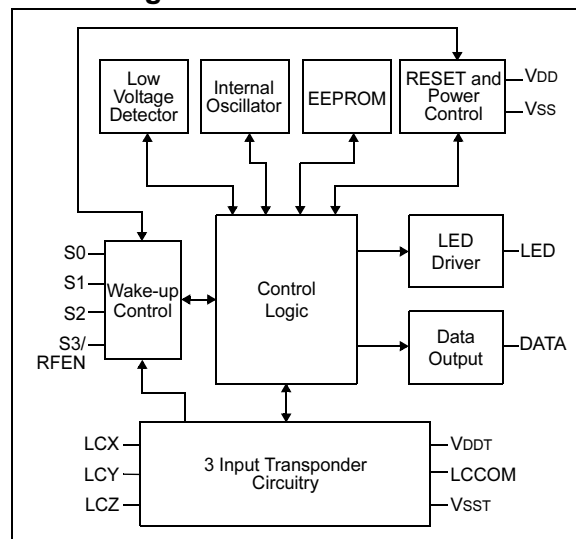 Low
Voltage
Detector
Internal
Oscillator
EEPROM
RESET and
Power
Control
VDD
VSS
S0
S1
S2
S3/
RFEN
Wake-up
Control
Control
Logic
LED
Driver
LED
Data
Output
DATA
LCX
LCY
LCZ
3 Input Transponder
Circuitry
VDDT
LCCOM
VSST